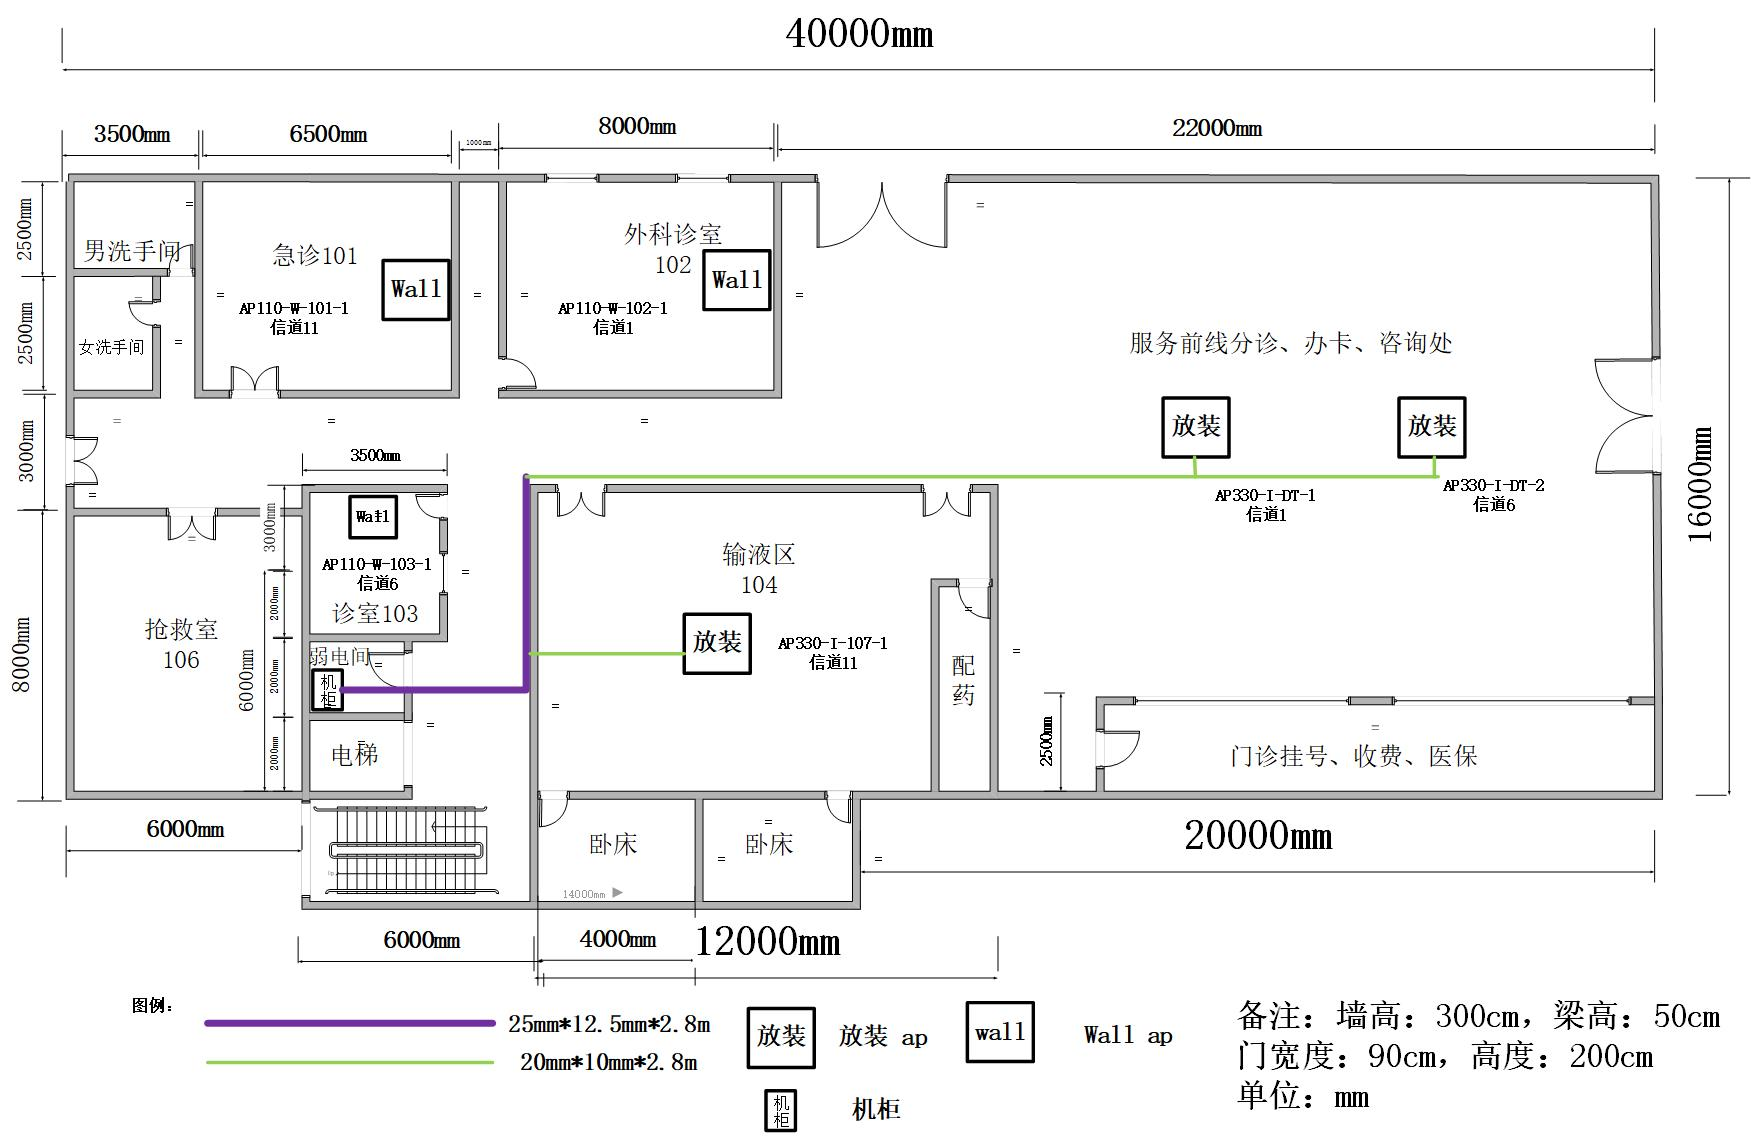 40000mm
3500mm
6500mm
1000mm
8000mm
22000mm
2500mm
男洗手间
急诊101
Wall
AP110-W-101-1
信道11
外科诊室
102
Wall
AP110-W-102-1
信道1
2500mm
女洗手间
服务前线分诊、办卡、咨询处
放装
放装
AP330-I-DT-1
信道1
AP330-I-DT-2
信道6
16000mm
3000mm
3500mm
3000mm
Wall
AP110-W-103-1
信道6
诊室103
2000mm
输液区
104
放装
AP330-I-107-1
信道11
抢救室
106
8000mm
6000mm
弱电间
机柜
2000mm
配药
电梯
2000mm
2500mm
门诊挂号、收费、医保
6000mm
20000mm
卧床
卧床
14000mm
6000mm
4000mm
12000mm
图例：
25mm*12.5mm*2.8m
20mm*10mm*2.8m
放装
放装 ap
wall
Wall ap
机柜
机柜
备注：墙高：300cm，梁高：50cm
门宽度：90cm，高度：200cm
单位：mm